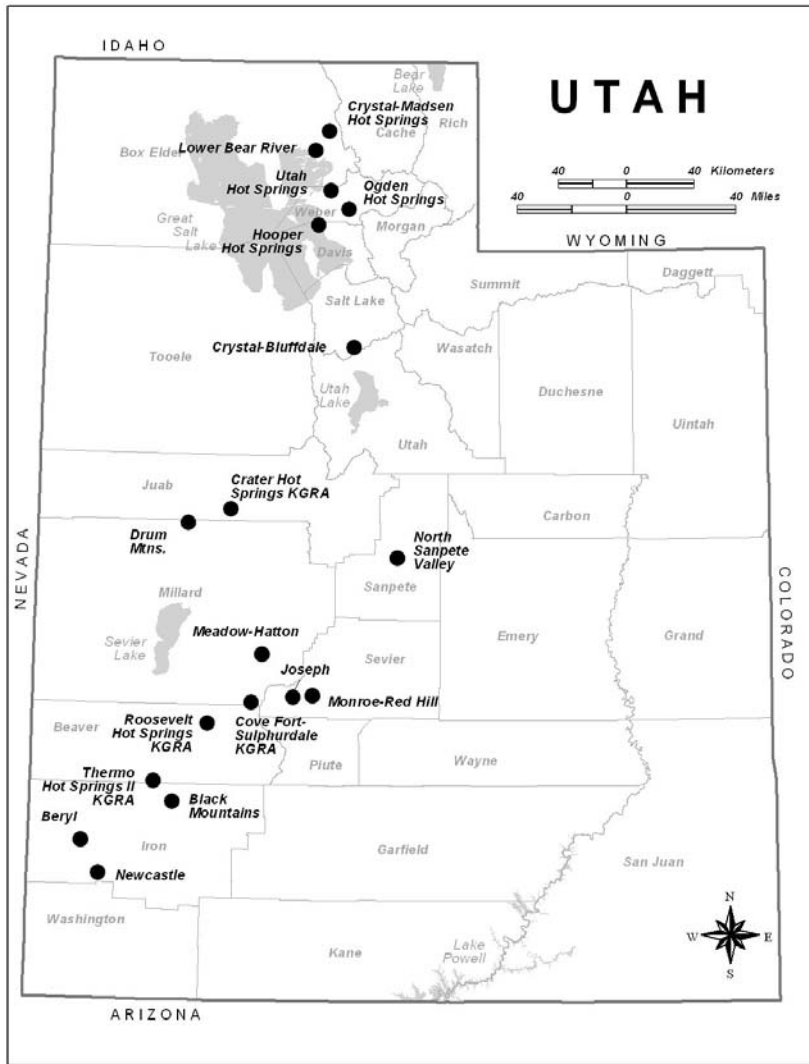 IDAHO
UTAH
Bear
Lake
Rich
Cache
Crystal-Madsen
Hot Springs
Box Elder
Lower Bear River
Utah
Hot Springs
Ogden
Hot Springs
Weber
Morgan
Great
Salt
Lake
Hooper
Hot Springs
Davis
40 0 40 Kilometers
40 0 40 Miles
WYOMING
Daggett
Summit
Salt Lake
Tooele
Crystal-Bluffdale
Wasatch
Duchesne
Uintah
Utah
Lake
Utah
Juab
Crater Hot
Springs KGRA
Drum
Mtns.
Carbon
North
Sanpete
Valley
Sanpete
NEVADA
COLORADO
Millard
Sevier
Lake
Meadow-Hatton
Emery
Grand
Joseph
Sevier
Monroe-Red Hill
Beaver
Roosevelt
Hot Springs
KGRA
Cove Fort-
Sulphurdale
KGRA
Piute
Wayne
Thermo
Hot Springs II
KGRA
Black
Mountains
Beryl
Iron
Newcastle
Garfield
San Juan
Washington
Kane
Lake
Powell
N
W E
S
ARIZONA